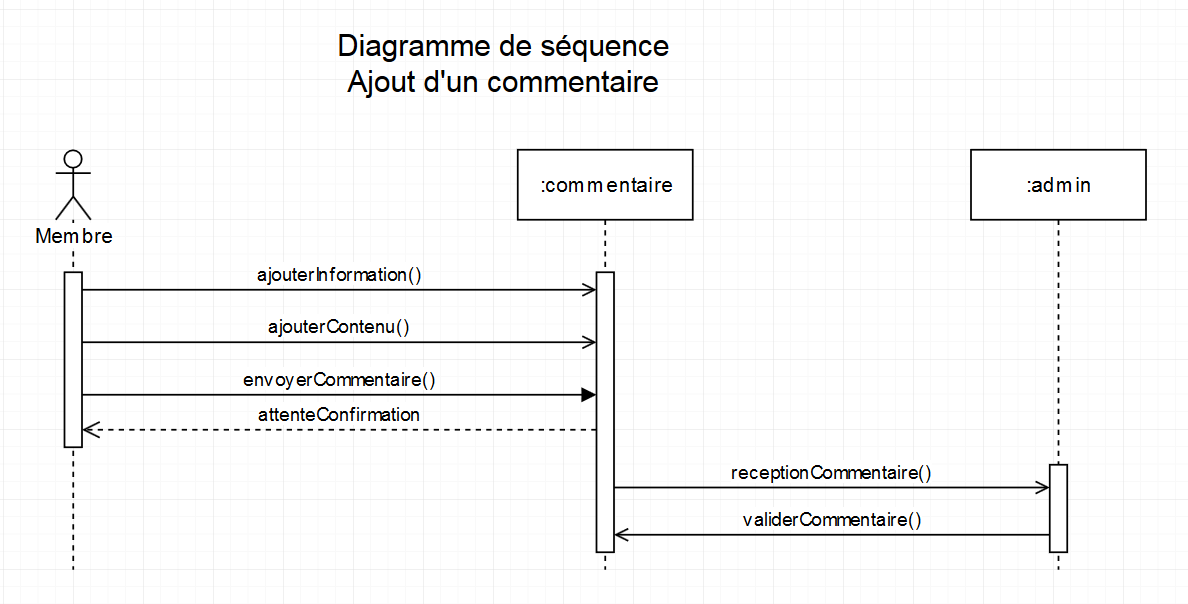 Diagramme de séquence
Ajout d'un commentaire
:commentaire
:admin
Membre
ajouterInformation()
ajouterContenu()
envoyerCommentaire()
attenteConfirmation
receptionCommentaire()
validerCommentaire()